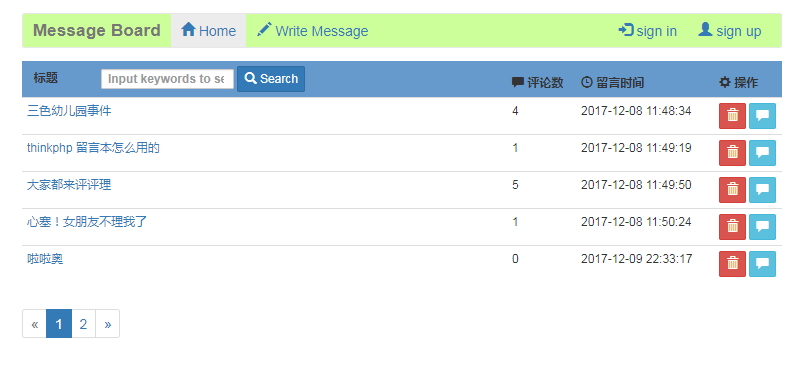 Message Board Home Write Message sign in sign up
标题 Input keywords to se Search 评论数 留言时间 操作
三色幼儿园事件 4 2017-12-08 11:48:34
thinkphp 留言本怎么用的 1 2017-12-08 11:49:19
大家都来评评理 5 2017-12-08 11:49:50
心塞！女朋友不理我了 1 2017-12-08 11:50:24
啦啦奥 0 2017-12-09 22:33:17
« 1 2 »